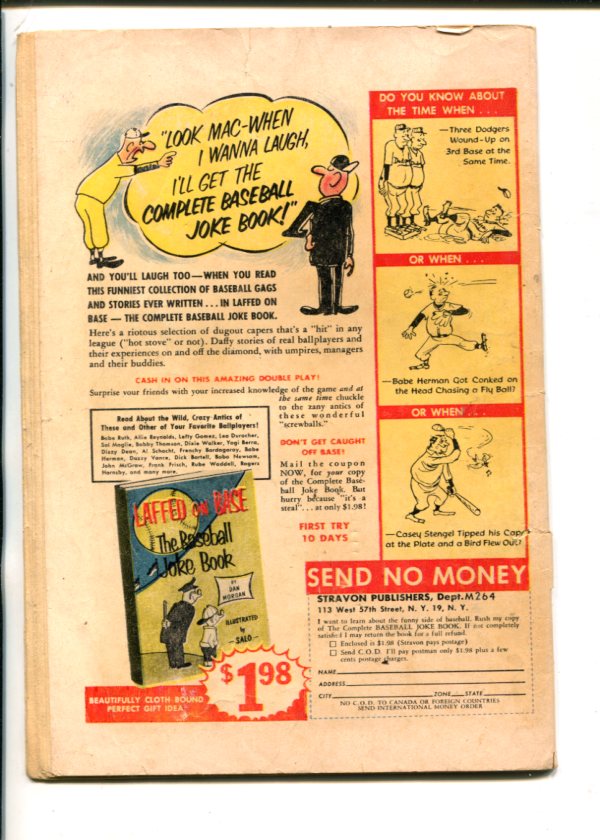 "LOOK MAC-WHEN
I WANNA LAUGH,
I'LL GET THE
COMPLETE BASEBALL
JOKE BOOK!"
AND YOU'LL LAUGH TOO—WHEN YOU READ
THIS FUNNIEST COLLECTION OF BASEBALL GAGS
AND STORIES EVER WRITTEN...IN LAFFED ON
BASE — THE COMPLETE BASEBALL JOKE BOOK.
Here's a riotous selection of dugout capers that's a "hit" in any
league ("hot stove" or not). Daffy stories of real ballplayers and
their experiences on and off the diamond, with umpires, managers
and their buddies.
CASH IN ON THIS AMAZING DOUBLE PLAY!
Surprise your friends with your increased knowledge of the game and at
the same time chuckle
to the zany antics of
these wonderful
"screwballs."
Read About the Wild, Crazy Antics of
These and Other of Your Favorite Ballplayers!
Babe Ruth, Allie Reynolds, Lefty Gomez, Leo Durocher,
Sal Maglie, Bobby Thomson, Dixie Walker, Yogi Berra,
Dizzy Dean, Al Schacht, Frenchy Bordagaray, Babe
Herman, Dazzy Vance, Dick Bartell, Bobo Newsom,
John McGraw, Frank Frisch, Rube Waddell, Rogers
Hornsby, and many more.
DON'T GET CAUGHT
OFF BASE!
Mail the coupon
NOW, for your copy
of the Complete Base-
ball Joke Book. But
hurry because "it's a
steal"...at only $1.98!
FIRST TRY
10 DAYS
LAFFED ON BASE
The Baseball
Joke Book
BY
DAN
MORGAN
ILLUSTRATED
by
SALO
$1.98
BEAUTIFULLY CLOTH BOUND
PERFECT GIFT IDEA!
DO YOU KNOW ABOUT
THE TIME WHEN...
—Three Dodgers
Wound-Up on
3rd Base at the
Same Time.
OR WHEN...
—Babe Herman Got Conked on
the Head Chasing a Fly Ball?
OR WHEN...
—Casey Stengel Tipped his Cap
at the Plate and a Bird Flew Out?
SEND NO MONEY
STRAVON PUBLISHERS, Dept.M264
113 West 57th Street, N. Y. 19, N. Y.
I want to learn about the funny side of baseball. Rush my copy
of The Complete BASEBALL JOKE BOOK. If not completely
satisfied I may return the book for a full refund.
Enclosed is $1.98 (Stravon pays postage)
Send C.O.D. I'll pay postman only $1.98 plus a few
cents postage charges.
NAME
ADDRESS
CITY ZONE STATE
NO C.O.D. TO CANADA OR FOREIGN COUNTRIES
SEND INTERNATIONAL MONEY ORDER